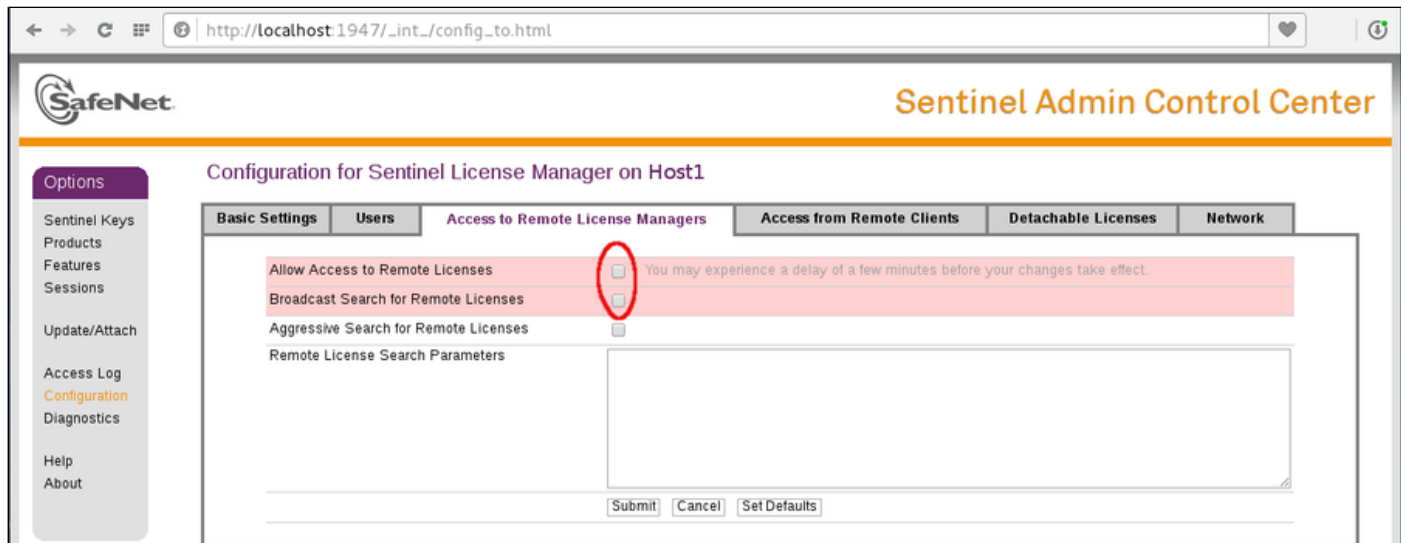 http://localhost:1947/_int_/config_to.html
SafeNet.
Sentinel Admin Control Center
Options
Sentinel Keys
Products
Features
Sessions
Update/Attach
Access Log
Configuration
Diagnostics
Help
About
Configuration for Sentinel License Manager on Host1
Basic Settings Users Access to Remote License Managers Access from Remote Clients Detachable Licenses Network
Allow Access to Remote Licenses You may experience a delay of a few minutes before your changes take effect.
Broadcast Search for Remote Licenses
Aggressive Search for Remote Licenses
Remote License Search Parameters
Submit Cancel Set Defaults